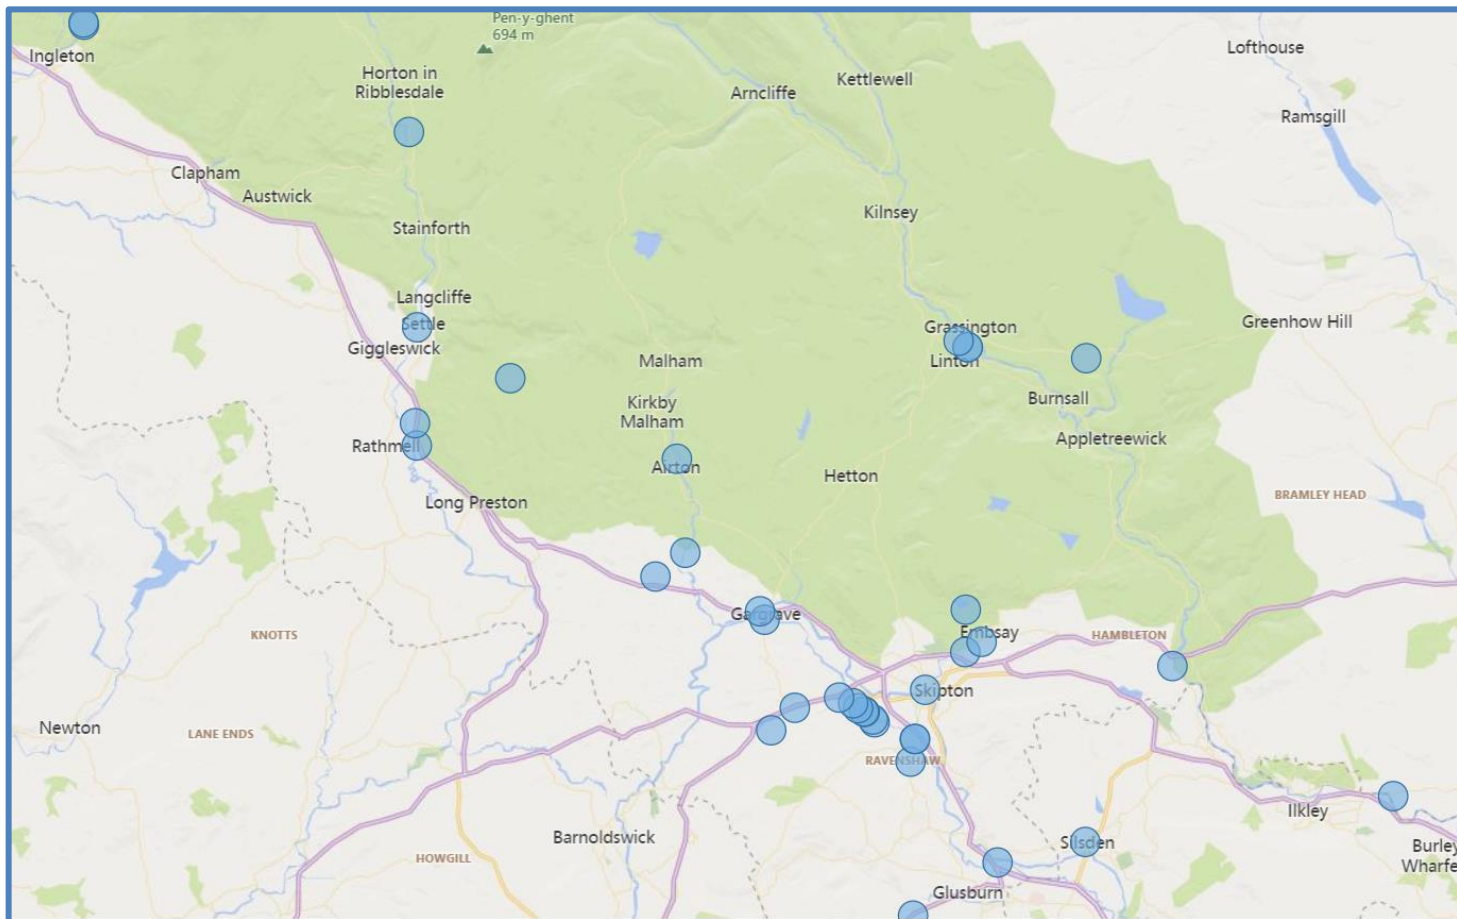 Pen-y-ghent
694 m
Ingleton
Lofthouse
Horton in
Ribblesdale
Kettlewell
Arncliffe
Ramsgill
Clapham
Austwick
Kilnsey
Stainforth
Langcliffe
Settle
Giggleswick
Grassington
Greenhow Hill
Malham
Linton
Burnsall
Kirkby
Malham
Rathmell
Appletreewick
Airton
Hetton
Long Preston
BRAMLEY HEAD
Gargrave
KNOTTS
Embsay
HAMBLETON
Skipton
Newton
LANE ENDS
RAVENSHAW
Ilkley
Barnoldswick
Silsden
Burley
Wharfe
HOWGILL
Glusburn